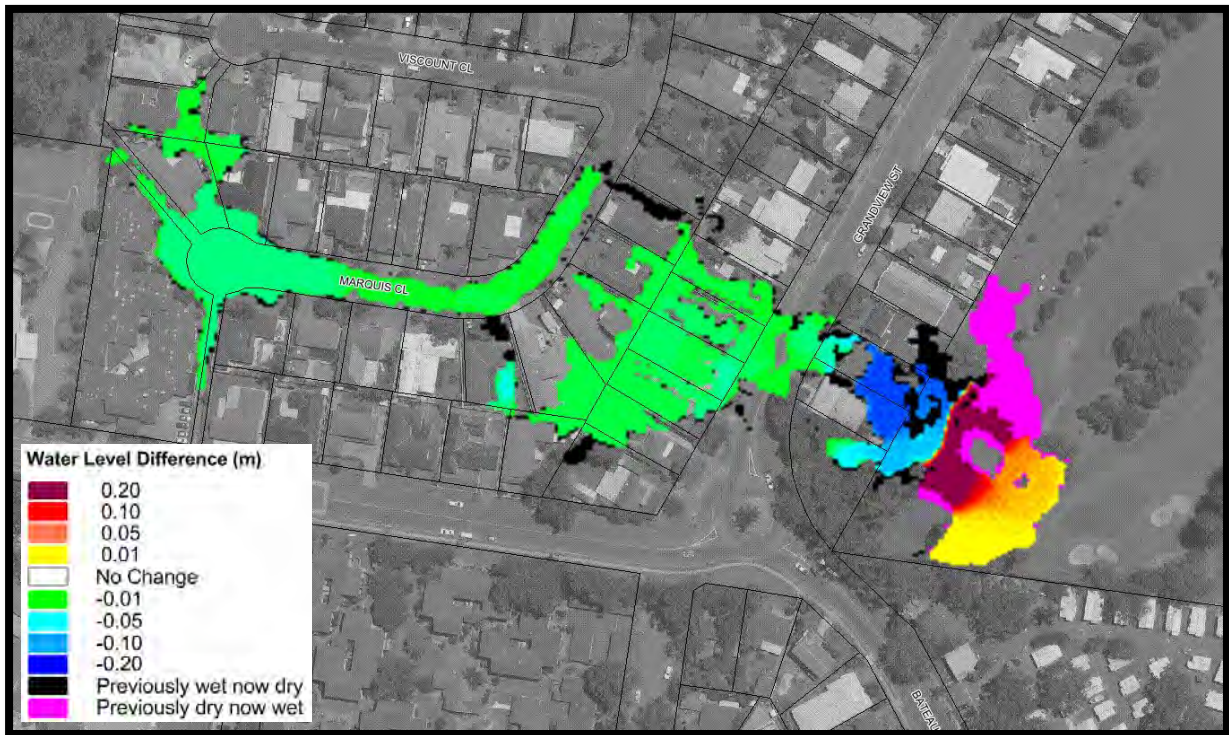 VISCOUNT CL
GRANDVIEW ST
MARQUIS CL
Water Level Difference (m)
0.20
0.10
0.05
0.01
No Change
-0.01
-0.05
-0.10
-0.20
Previously wet now dry
Previously dry now wet
BATEAU